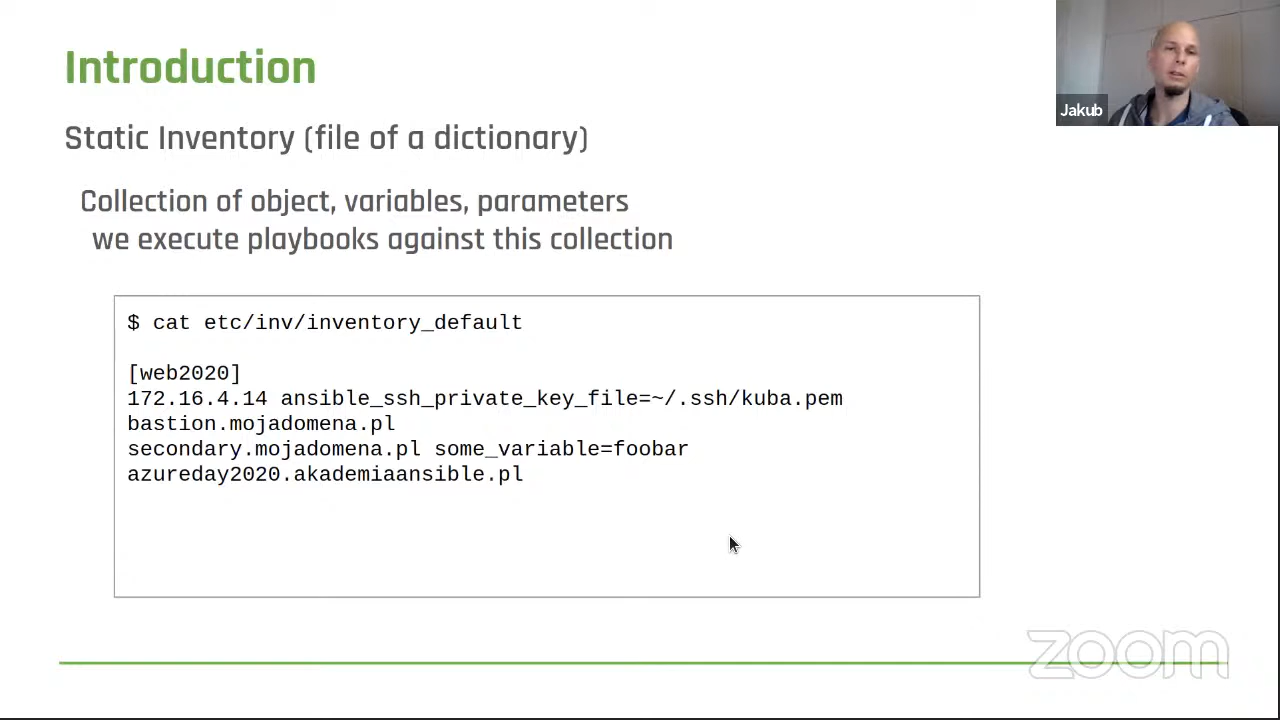 Introduction
Jakub
Static Inventory (file of a dictionary)
Collection of object, variables, parameters
we execute playbooks against this collection
$ cat etc/inv/inventory_default
[web2020]
172.16.4.14 ansible_ssh_private_key_file=~/.ssh/kuba.pem
bastion.mojadomena.pl
secondary.mojadomena.pl some_variable=foobar
azureday2020.akademiaansible.pl
zoom